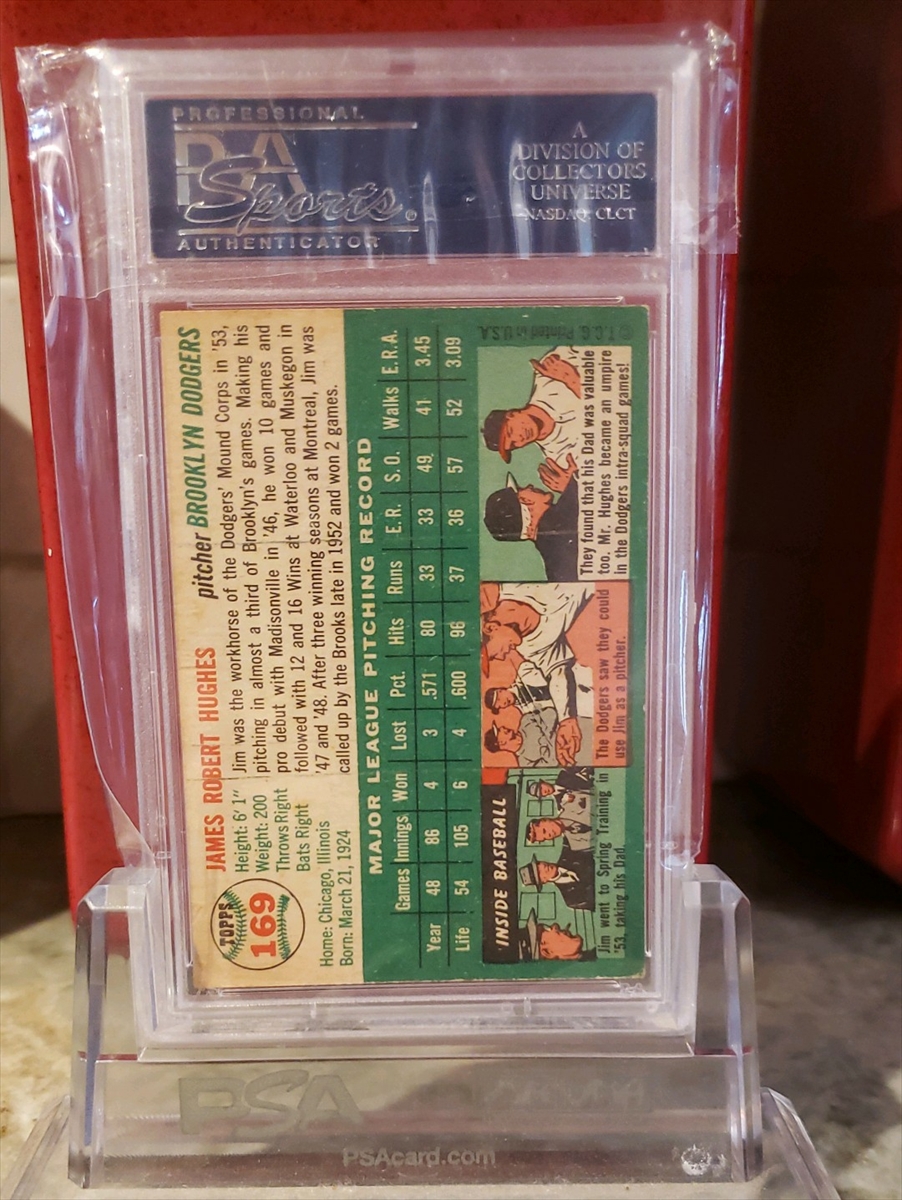 PROFESSIONAL
PSA
Sports
AUTHENTICATOR
A
DIVISION OF
COLLECTORS
UNIVERSE
NASDAQ: CLCT
TOPPS
169
JAMES ROBERT HUGHES
pitcher BROOKLYN DODGERS
Height: 6' 1"
Weight: 200
Throws Right
Bats Right
Home: Chicago, Illinois
Born: March 21, 1924
Jim was the workhorse of the Dodgers' Mound Corps in '53,
pitching in almost a third of Brooklyn's games. Making his
pro debut with Madisonville in '46, he won 10 games and
followed with 12 and 16 Wins at Waterloo and Muskegon in
'47 and '48. After three winning seasons at Montreal, Jim was
called up by the Brooks late in 1952 and won 2 games.
MAJOR LEAGUE PITCHING RECORD
Games Innings Won Lost Pct. Hits Runs E.R. S.O. Walks E.R.A.
Year 48 86 4 3 .571 80 33 33 49 41 3.45
Life 54 105 6 4 .600 96 37 36 57 52 3.09
INSIDE BASEBALL
Jim went to Spring Training in
'53, taking his Dad.
The Dodgers saw they could
use Jim as a pitcher.
They found that his Dad was valuable
too. Mr. Hughes became an umpire
in the Dodgers intra-squad games!
© T.C.G. Printed in U.S.A.
PSA
PSAcard.com